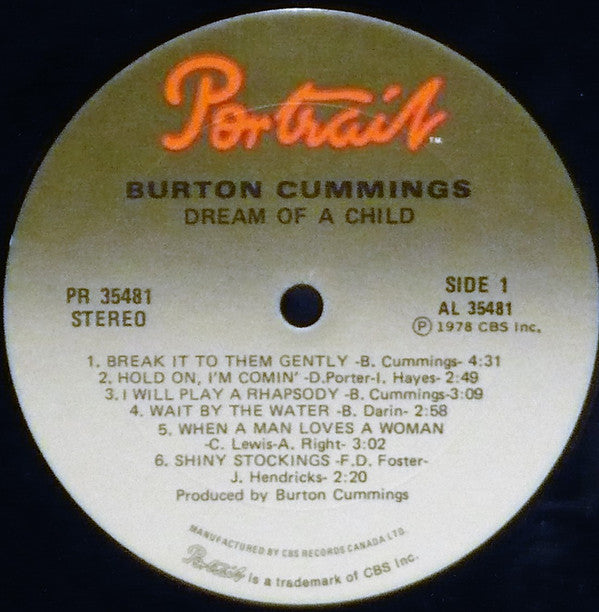 Portrait™
BURTON CUMMINGS
DREAM OF A CHILD
PR 35481
STEREO
SIDE 1
AL 35481
Ⓟ 1978 CBS Inc.
1. BREAK IT TO THEM GENTLY -B. Cummings- 4:31
2. HOLD ON, I'M COMIN' -D.Porter-I. Hayes- 2:49
3. I WILL PLAY A RHAPSODY -B. Cummings-3:09
4. WAIT BY THE WATER -B. Darin- 2:58
5. WHEN A MAN LOVES A WOMAN
-C. Lewis-A. Right- 3:02
6. SHINY STOCKINGS -F.D. Foster-
J. Hendricks- 2:20
Produced by Burton Cummings
MANUFACTURED BY CBS RECORDS CANADA LTD.
Portrait is a trademark of CBS Inc.